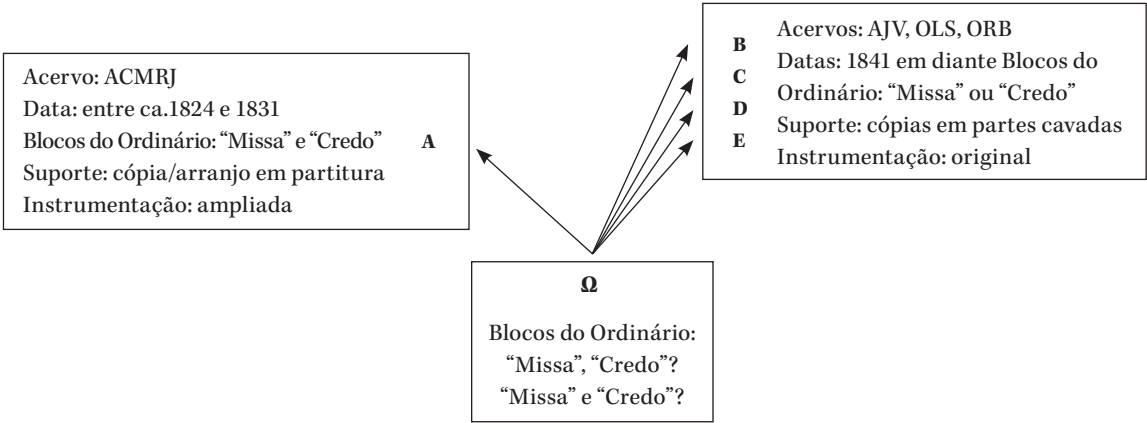 Acervo: ACMRJ
Data: entre ca.1824 e 1831
Blocos do Ordinário: “Missa” e “Credo”
Suporte: cópia/arranjo em partitura
Instrumentação: ampliada
A
B
C
D
E
Acervos: AJV, OLS, ORB
Datas: 1841 em diante Blocos do
Ordinário: “Missa” ou “Credo”
Suporte: cópias em partes cavadas
Instrumentação: original
Ω
Blocos do Ordinário:
“Missa”, “Credo”?
“Missa” e “Credo”?